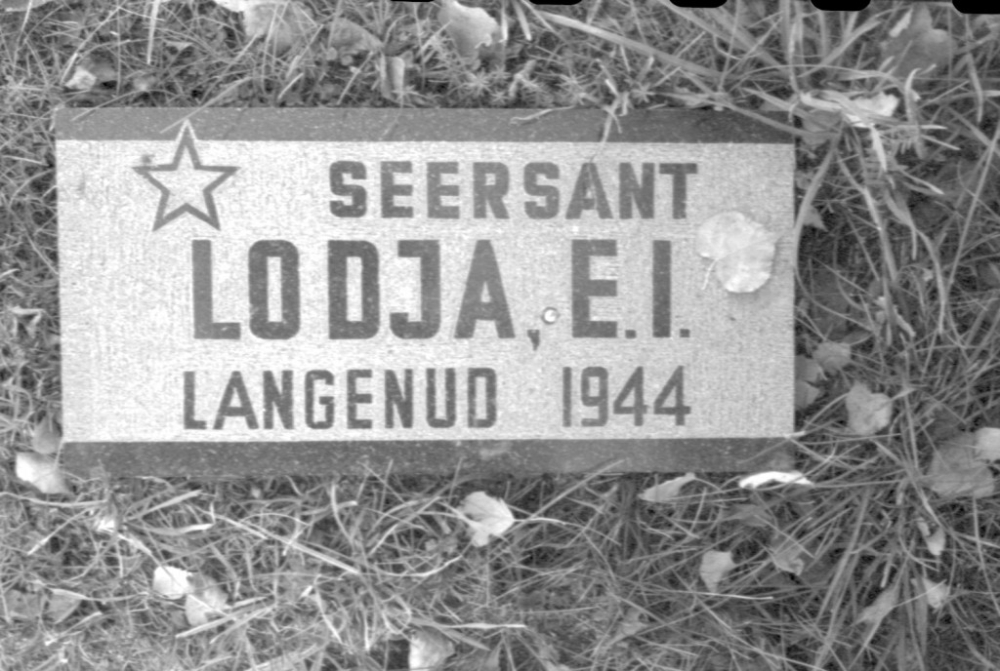 SEERSANT
LODJA, E.I.
LANGENUD 1944